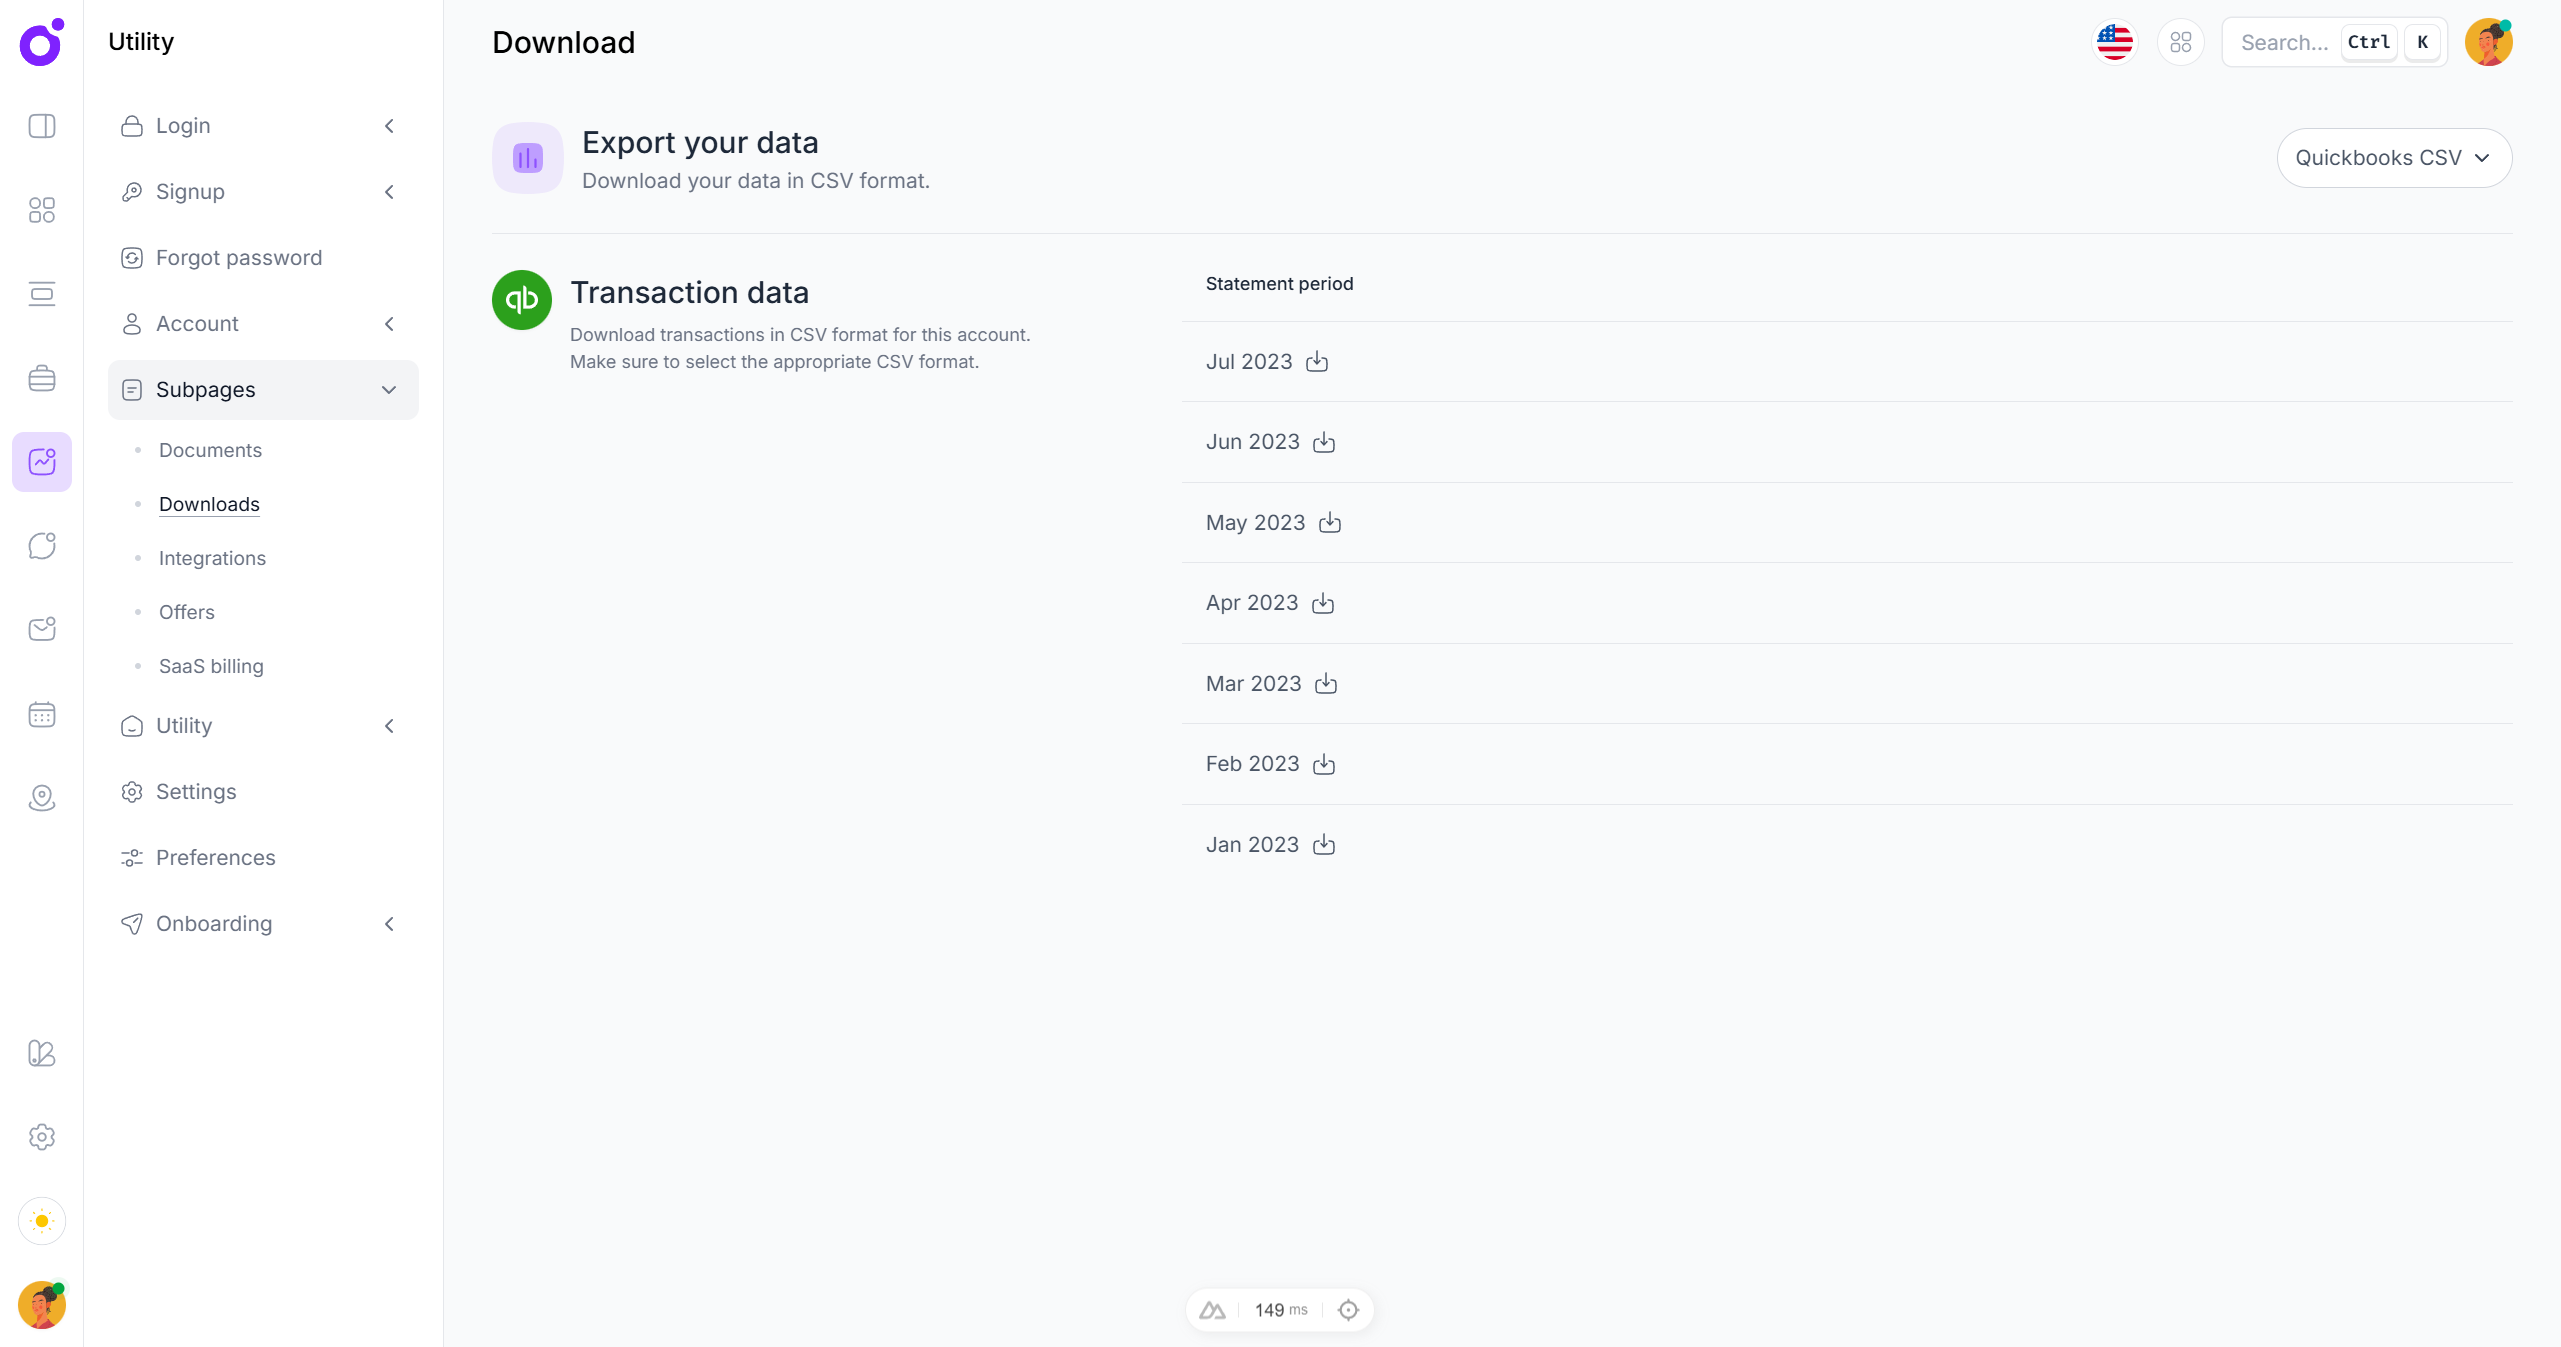 Utility
Download
Search...
Ctrl
K
Login
Signup
Forgot password
Account
Subpages
Documents
Downloads
Integrations
Offers
SaaS billing
Utility
Settings
Preferences
Onboarding
Export your data
Download your data in CSV format.
Quickbooks CSV
qb
Transaction data
Download transactions in CSV format for this account.
Make sure to select the appropriate CSV format.
Statement period
Jul 2023
Jun 2023
May 2023
Apr 2023
Mar 2023
Feb 2023
Jan 2023
149 ms